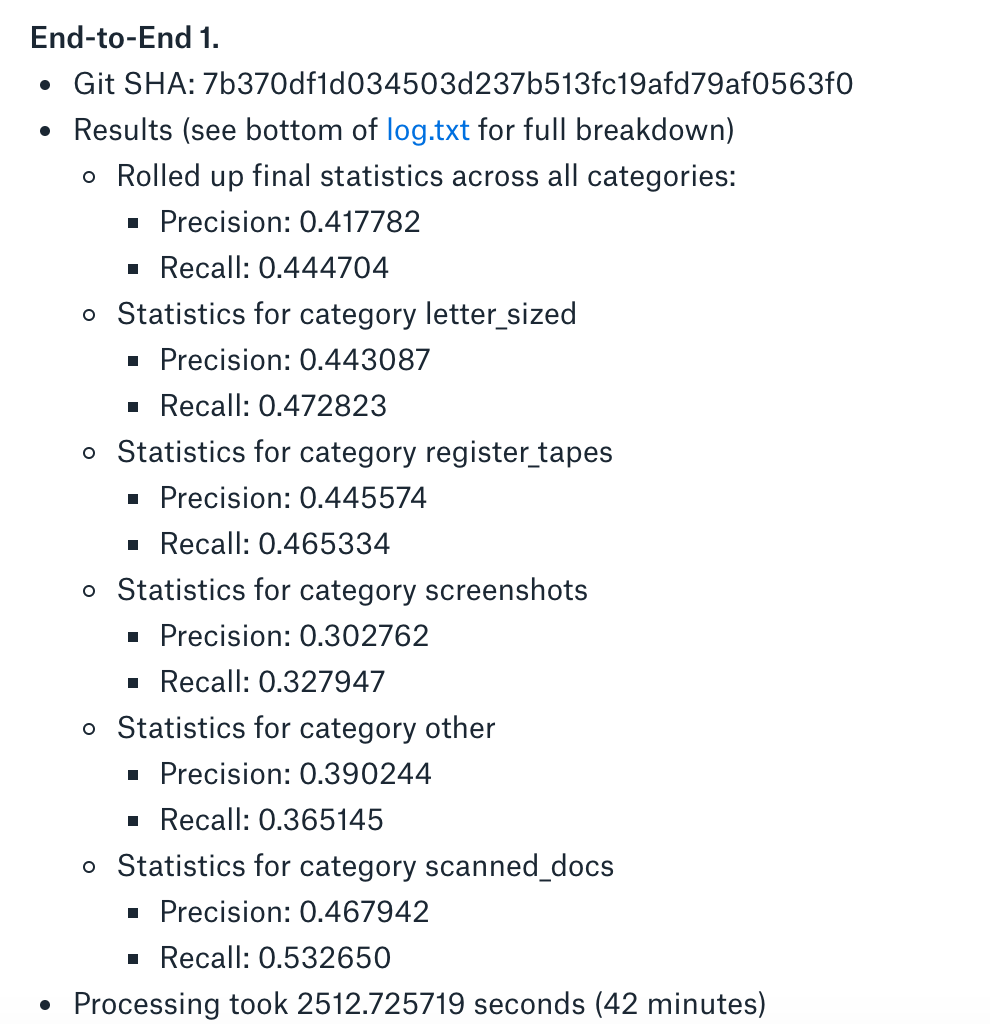 End-to-End 1.
Git SHA: 7b370df1d034503d237b513fc19afd79af0563f0
Results (see bottom of log.txt for full breakdown)
Rolled up final statistics across all categories:
Precision: 0.417782
Recall: 0.444704
Statistics for category letter_sized
Precision: 0.443087
Recall: 0.472823
Statistics for category register_tapes
Precision: 0.445574
Recall: 0.465334
Statistics for category screenshots
Precision: 0.302762
Recall: 0.327947
Statistics for category other
Precision: 0.390244
Recall: 0.365145
Statistics for category scanned_docs
Precision: 0.467942
Recall: 0.532650
Processing took 2512.725719 seconds (42 minutes)